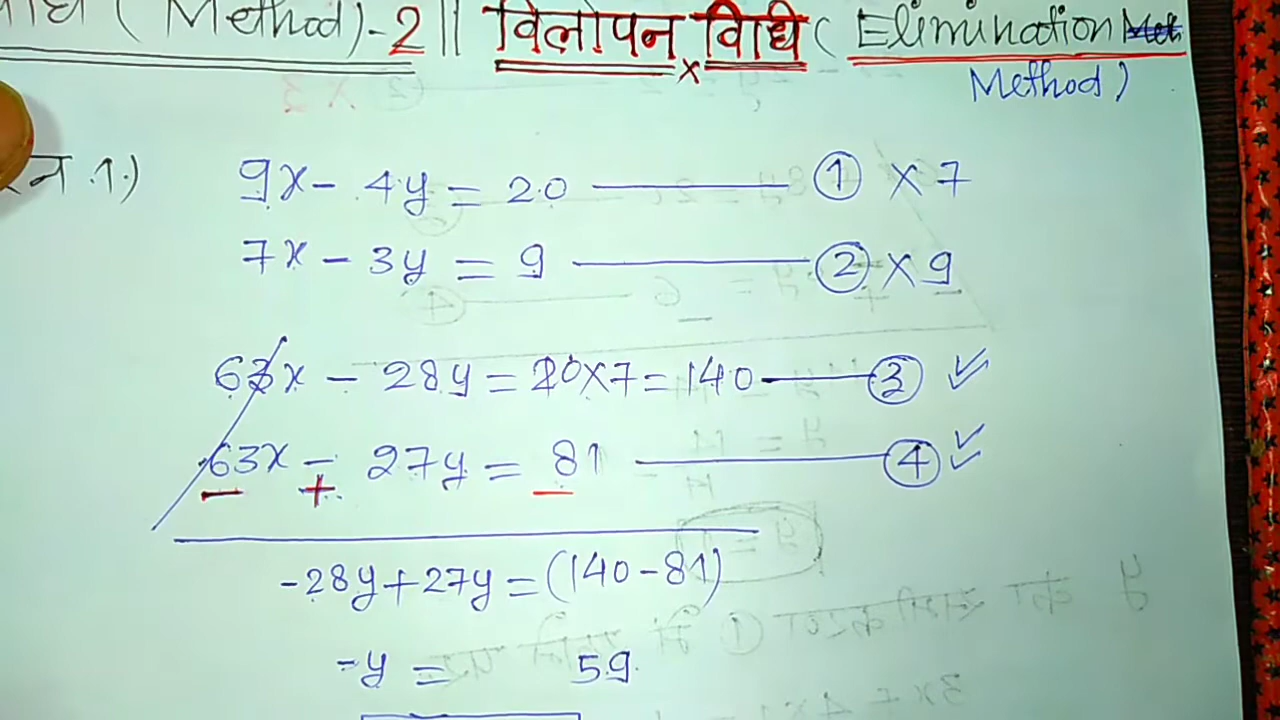 (Method)-2|| विलोपन विधि ( Elimination
Method)
न.1.) 9x - 4y = 20 ——— ① × 7
7x - 3y = 9 ——— ② × 9
63x - 28y = 20×7 = 140 ——— ③ ✓
63x - 27y = 81 ——— ④ ✓
- + -
-28y+27y = (140-81)
-y = 59